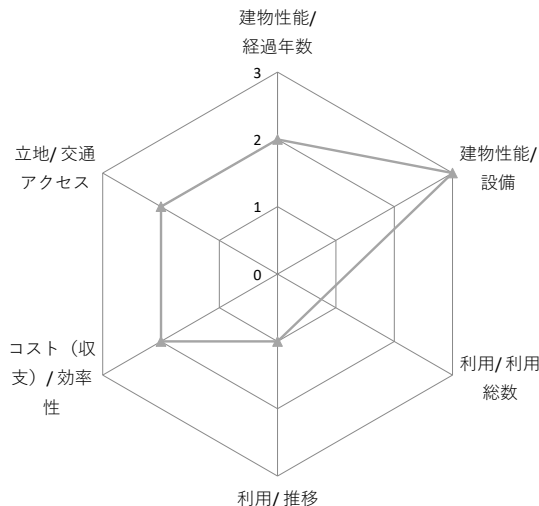 建物性能/
経過年数
3
2
1
0
建物性能/
設備
利用/ 利用
総数
利用/ 推移
コスト（収
支）/ 効率
性
立地/ 交通
アクセス